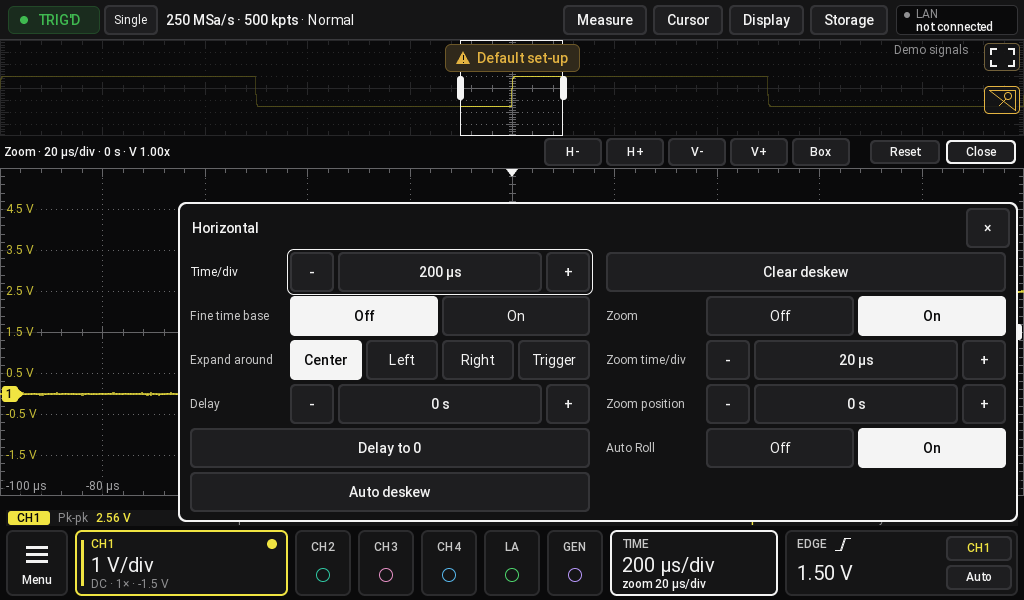 TRIG'D
Single
250 MSa/s · 500 kpts · Normal
Measure
Cursor
Display
Storage
LAN
not connected
Default set-up
Demo signals
Zoom · 20 µs/div · 0 s · V 1.00x
H-
H+
V-
V+
Box
Reset
Close
4.5 V
3.5 V
2.5 V
1.5 V
0.5 V
1
-0.5 V
-1.5 V
-100 µs
-80 µs
Horizontal
×
Time/div
-
200 µs
+
Clear deskew
Fine time base
Off
On
Zoom
Off
On
Expand around
Center
Left
Right
Trigger
Zoom time/div
-
20 µs
+
Delay
-
0 s
+
Zoom position
-
0 s
+
Delay to 0
Auto Roll
Off
On
Auto deskew
CH1
Pk-pk 2.56 V
Menu
CH1
1 V/div
DC · 1× · -1.5 V
CH2
CH3
CH4
LA
GEN
TIME
200 µs/div
zoom 20 µs/div
EDGE
1.50 V
CH1
Auto